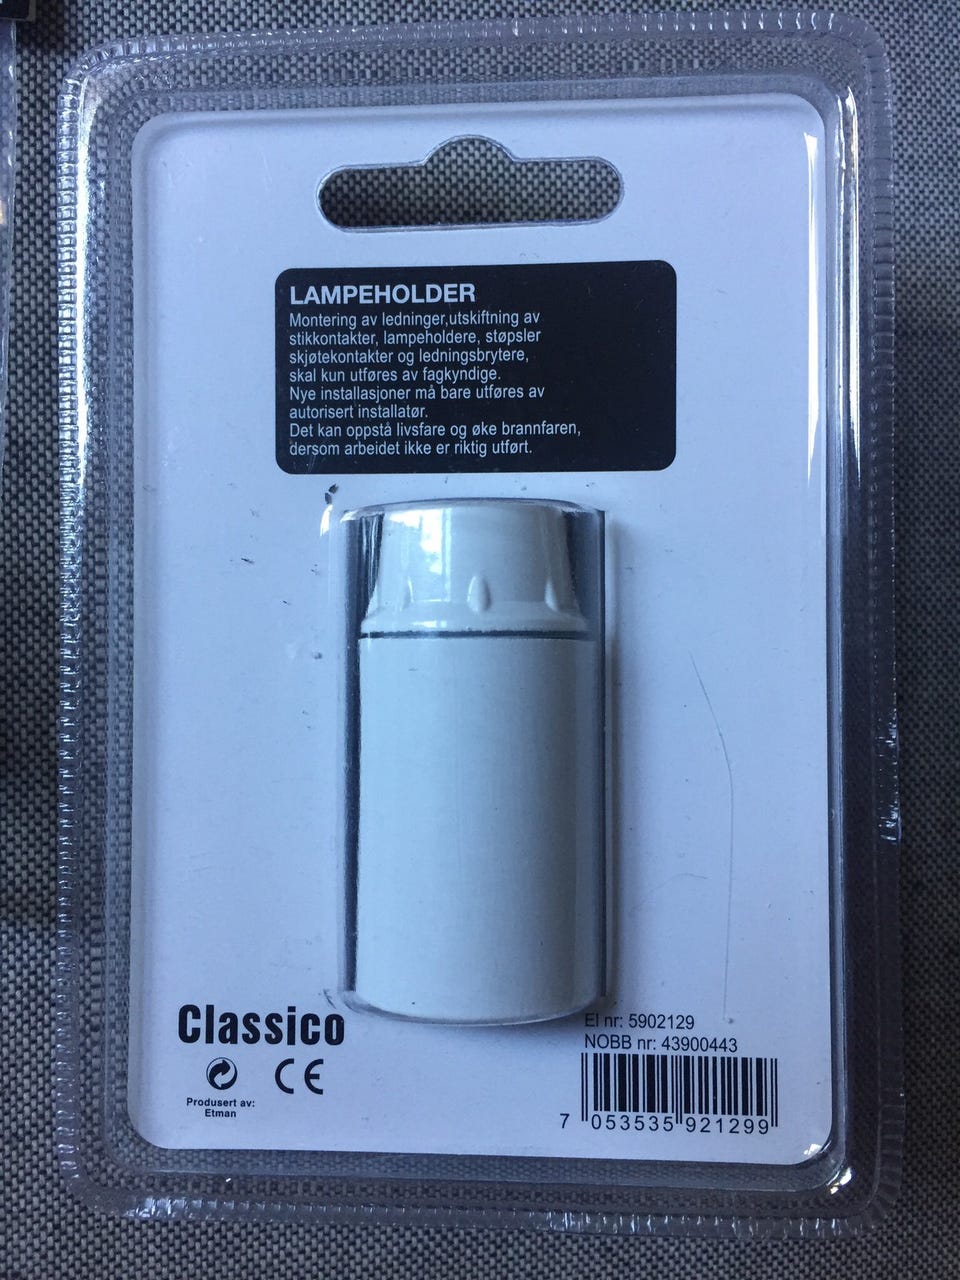 LAMPEHOLDER
Montering av ledninger,utskiftning av
stikkontakter, lampeholdere, støpsler
skjøtekontakter og ledningsbrytere,
skal kun utføres av fagkyndige.
Nye installasjoner må bare utføres av
autorisert installatør.
Det kan oppstå livsfare og øke brannfaren,
dersom arbeidet ikke er riktig utført.
Classico
CE
Produsert av:
Etman
El nr: 5902129
NOBB nr: 43900443
7 053535 921299